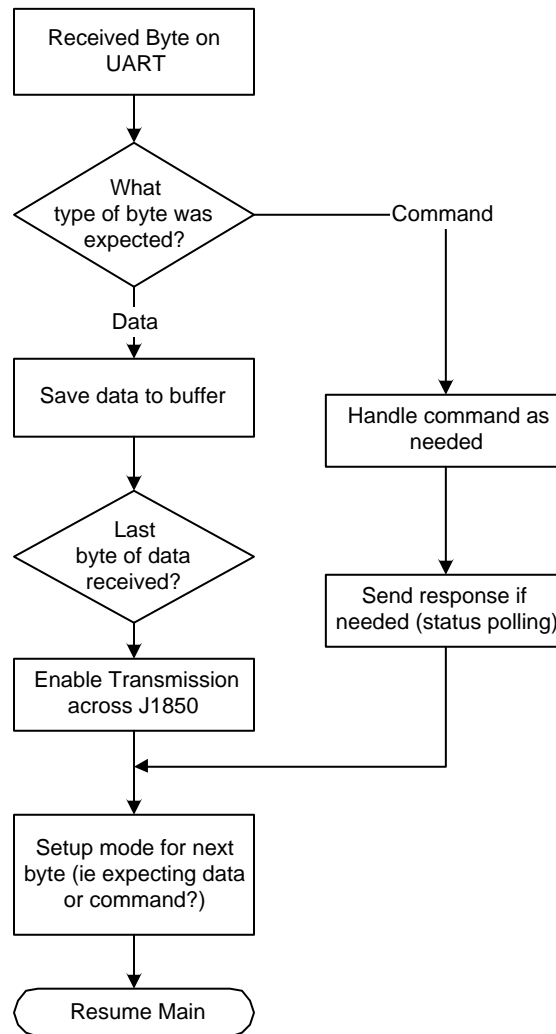 Received Byte on
UART
What
type of byte was
expected?
Command
Data
Save data to buffer
Handle command as
needed
Last
byte of data
received?
Send response if
needed (status polling)
Enable Transmission
across J1850
Setup mode for next
byte (ie expecting data
or command?)
Resume Main